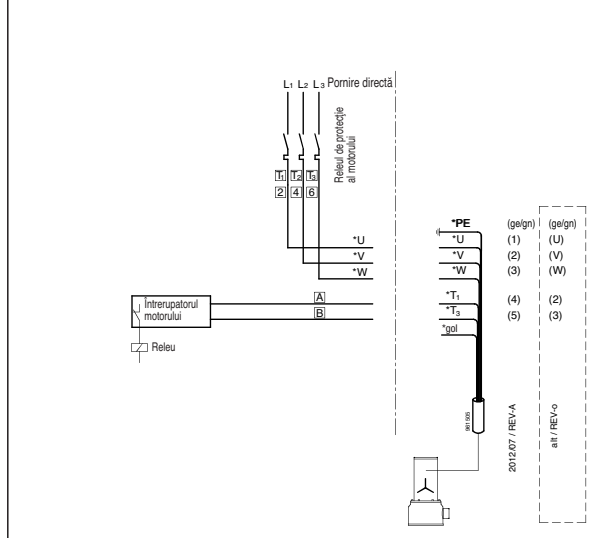 L1 L2 L3 Pornire directă
Releul de protecţie
al motorului
T1 T2 T3
2 4 6
*PE (ge/gn) (ge/gn)
*U *U (1) (U)
*V *V (2) (V)
*W *W (3) (W)
Întrerupatorul
motorului
A *T1 (4) (2)
B *T3 (5) (3)
*gol
Releu
961505
2012/07 / REV-A
alt / REV-o